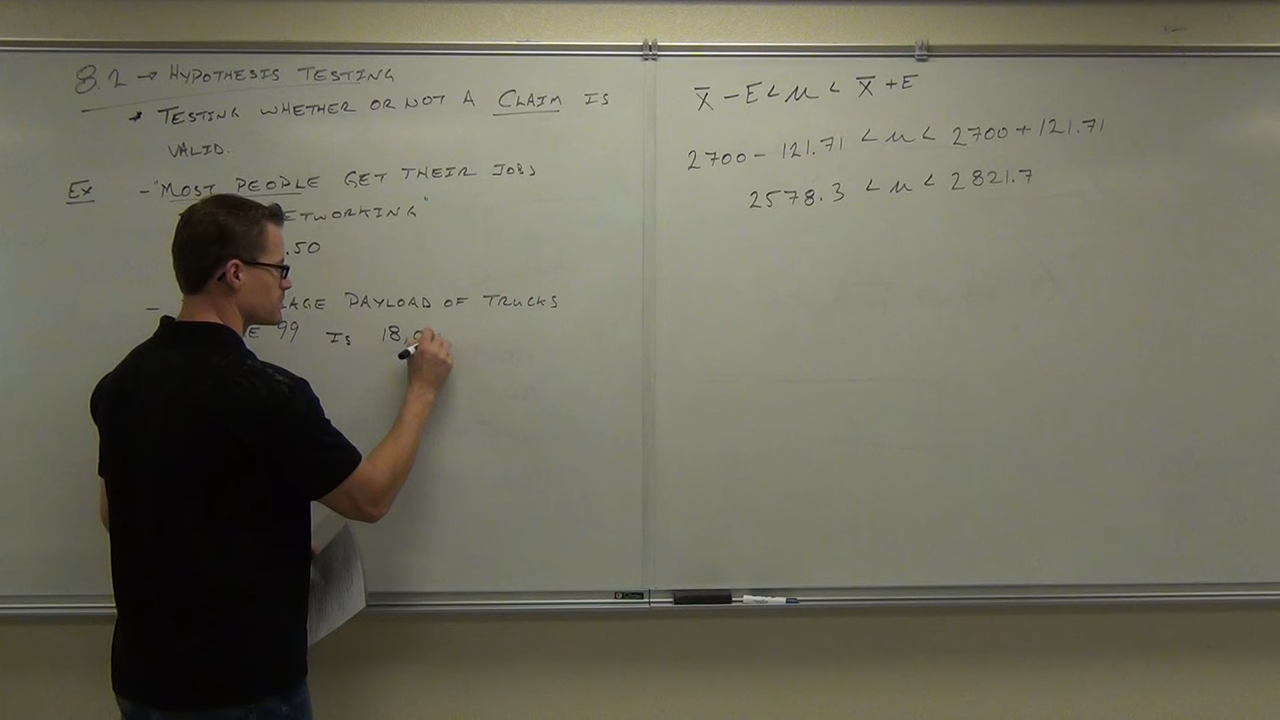 8.2 → HYPOTHESIS TESTING
* TESTING WHETHER OR NOT A CLAIM IS
VALID.
Ex - "MOST PEOPLE GET THEIR JOBS
ETWORKING"
.50
- AGE PAYLOAD OF TRUCKS
E 99 IS 18,0
X̄ - E < μ < X̄ + E
2700 - 121.71 < μ < 2700 + 121.71
2578.3 < μ < 2821.7